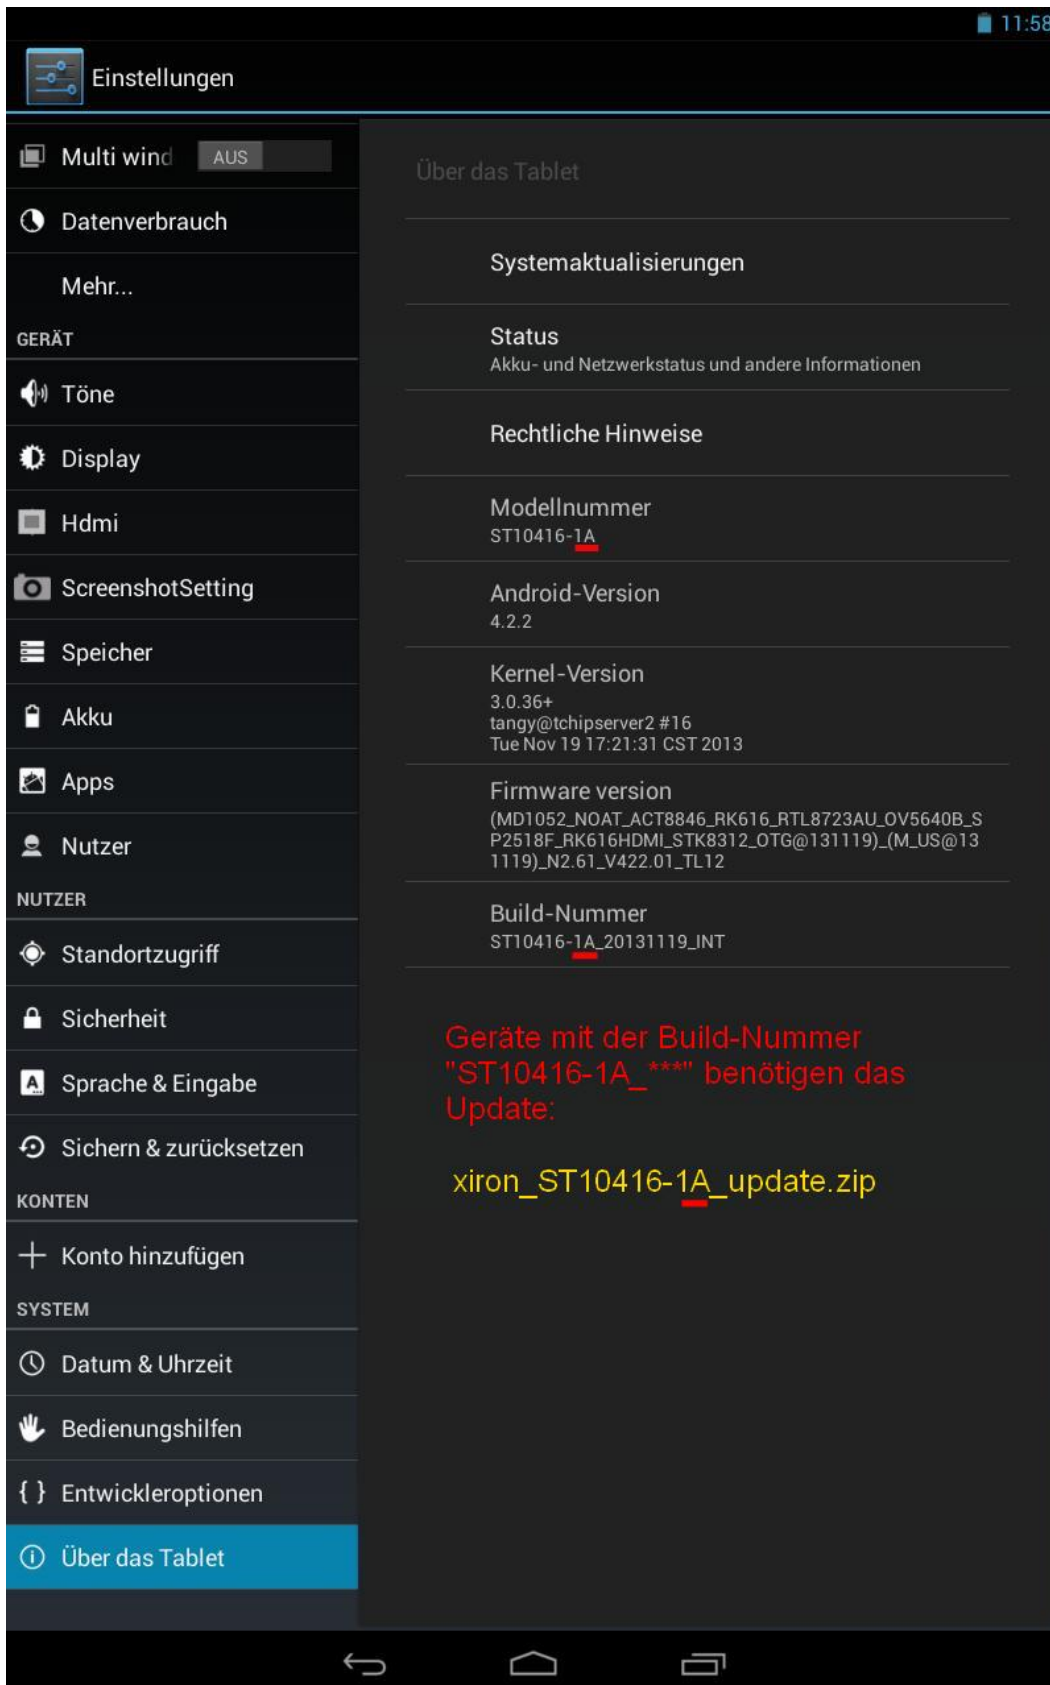 11:58
Einstellungen
Multi wind
AUS
Datenverbrauch
Mehr...
GERÄT
Töne
Display
Hdmi
ScreenshotSetting
Speicher
Akku
Apps
Nutzer
NUTZER
Standortzugriff
Sicherheit
Sprache & Eingabe
Sichern & zurücksetzen
KONTEN
Konto hinzufügen
SYSTEM
Datum & Uhrzeit
Bedienungshilfen
Entwickleroptionen
Über das Tablet
Über das Tablet
Systemaktualisierungen
Status
Akku- und Netzwerkstatus und andere Informationen
Rechtliche Hinweise
Modellnummer
ST10416-1A
Android-Version
4.2.2
Kernel-Version
3.0.36+
tangy@tchipserver2 #16
Tue Nov 19 17:21:31 CST 2013
Firmware version
(MD1052_NOAT_ACT8846_RK616_RTL8723AU_OV5640B_S
P2518F_RK616HDMI_STK8312_OTG@131119)_(M_US@13
1119)_N2.61_V422.01_TL12
Build-Nummer
ST10416-1A_20131119_INT
Geräte mit der Build-Nummer
"ST10416-1A_***" benötigen das
Update:
xiron_ST10416-1A_update.zip